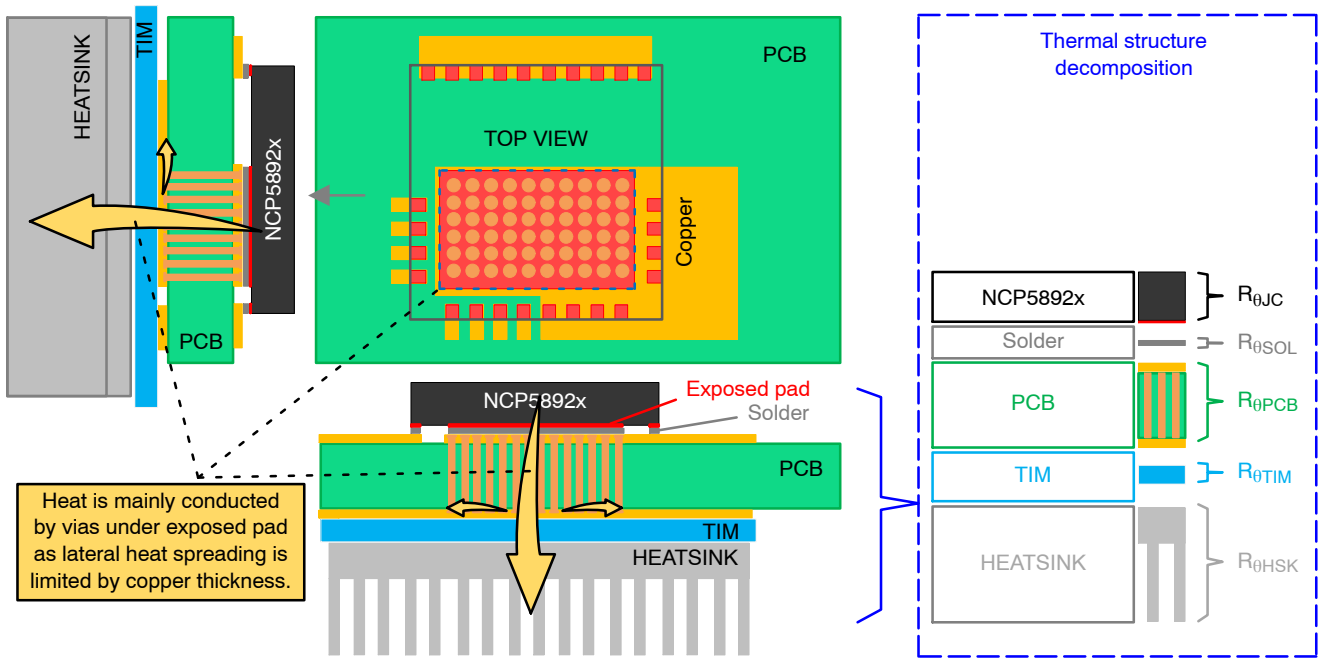 HEATSINK
TIM
PCB
NCP5892x
PCB
TOP VIEW
Copper
Heat is mainly conducted
by vias under exposed pad
as lateral heat spreading is
limited by copper thickness.
NCP5892x
Exposed pad
Solder
PCB
TIM
HEATSINK
Thermal structure
decomposition
NCP5892x RθJC
Solder RθSOL
PCB RθPCB
TIM RθTIM
HEATSINK RθHSK